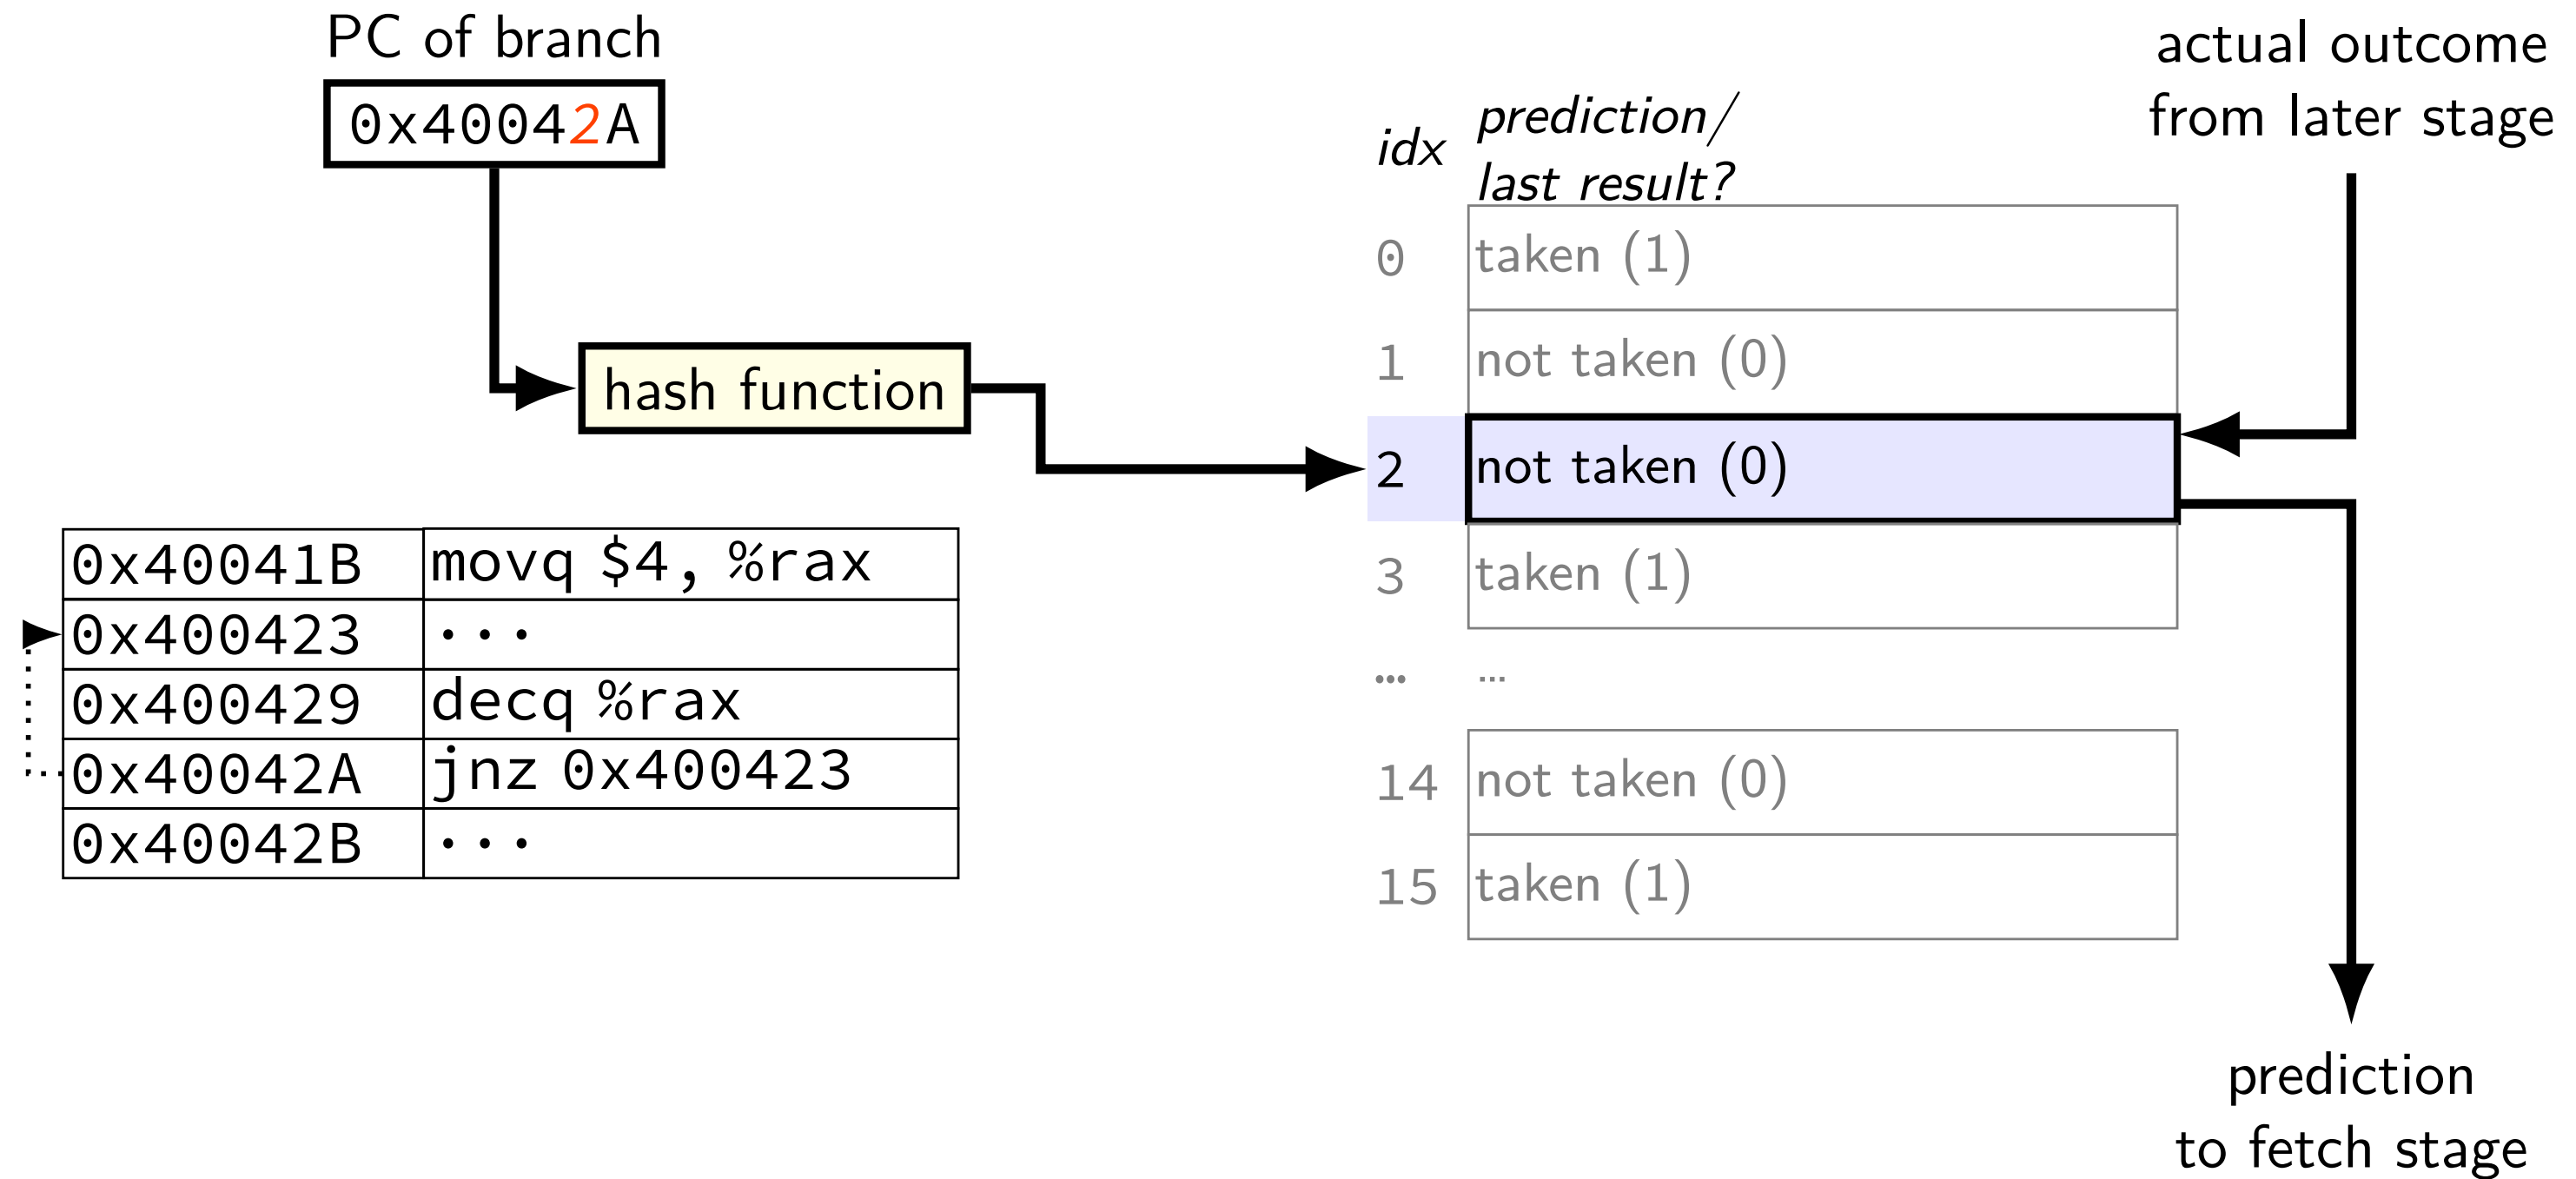 PC of branch
0x40042A
hash function
0x40041B movq $4, %rax
0x400423 ...
0x400429 decq %rax
0x40042A jnz 0x400423
0x40042B ...
idx prediction/
last result?
0 taken (1)
1 not taken (0)
2 not taken (0)
3 taken (1)
... ...
14 not taken (0)
15 taken (1)
actual outcome
from later stage
prediction
to fetch stage